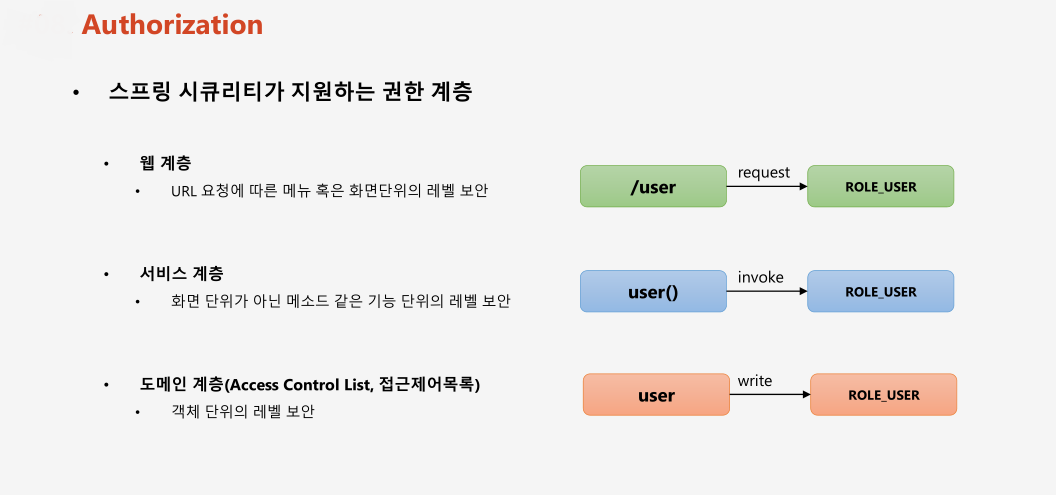 Authorization
• 스프링 시큐리티가 지원하는 권한 계층
• 웹 계층
• URL 요청에 따른 메뉴 혹은 화면단위의 레벨 보안
/user request ROLE_USER
• 서비스 계층
• 화면 단위가 아닌 메소드 같은 기능 단위의 레벨 보안
user() invoke ROLE_USER
• 도메인 계층(Access Control List, 접근제어목록)
• 객체 단위의 레벨 보안
user write ROLE_USER